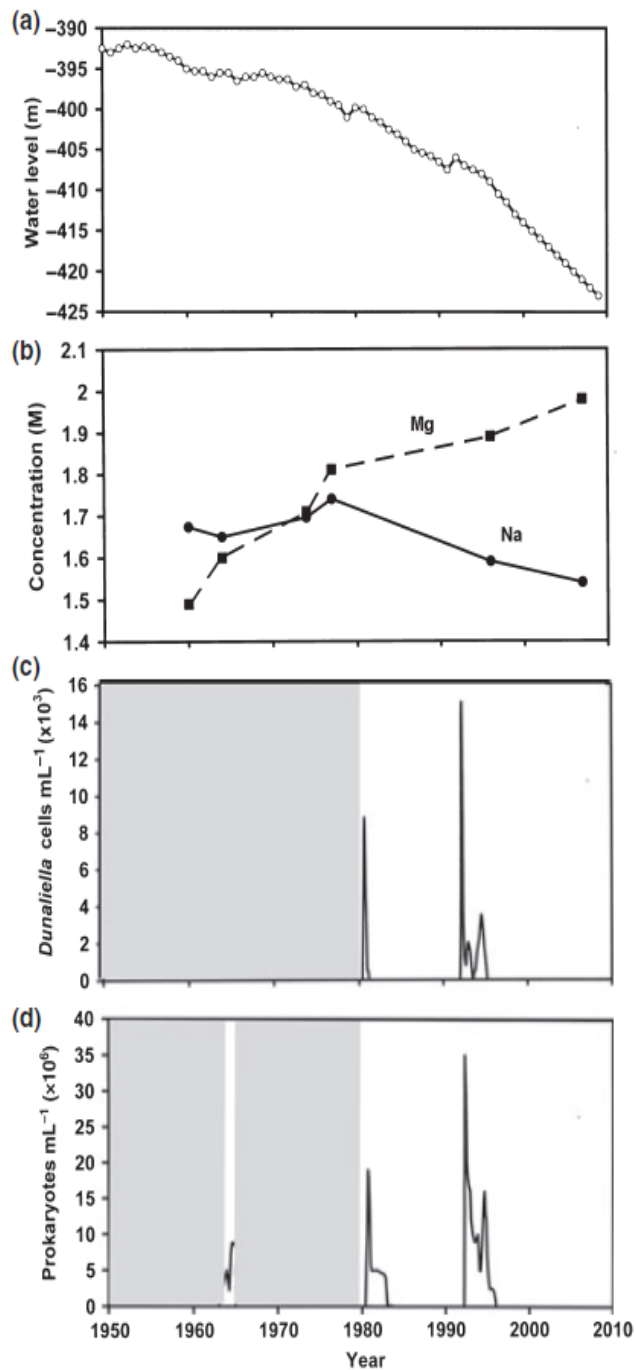 (a)
−390
−395
−400
−405
−410
−415
−420
−425
Water level (m)
(b)
2.1
2
1.9
1.8
1.7
1.6
1.5
1.4
Concentration (M)
Mg
Na
(c)
16
14
12
10
8
6
4
2
0
Dunaliella cells mL−1 (x10³)
(d)
40
35
30
25
20
15
10
5
0
Prokaryotes mL−1 (×10⁶)
1950 1960 1970 1980 1990 2000 2010
Year